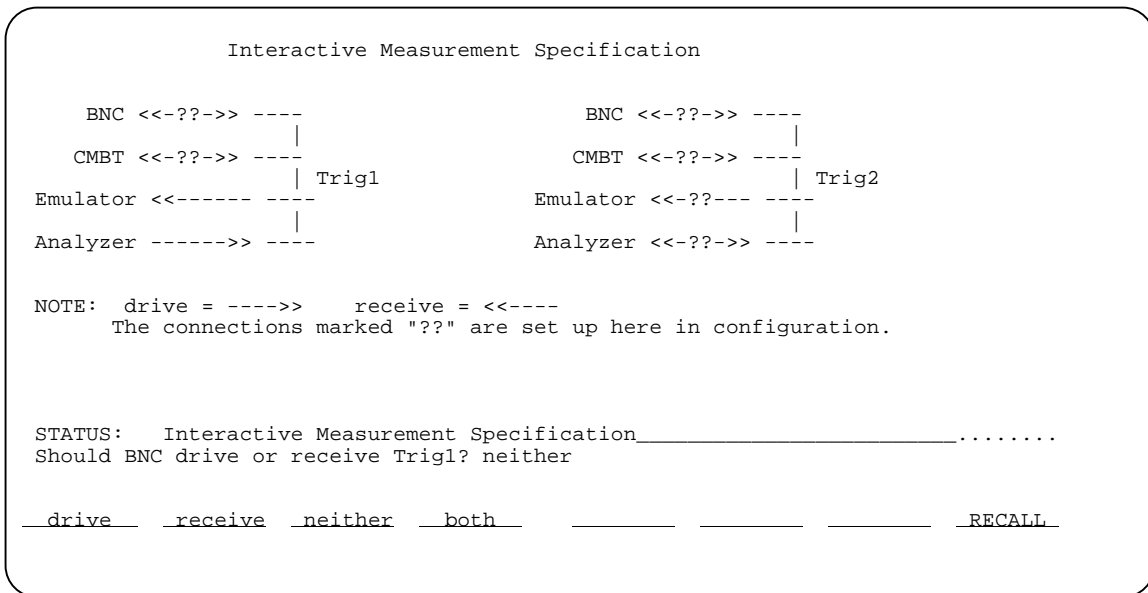 Interactive Measurement Specification
BNC <<-??->> ---- BNC <<-??->> ----
| |
CMBT <<-??->> ---- CMBT <<-??->> ----
| Trig1 | Trig2
Emulator <<------ ---- Emulator <<-??--- ----
| |
Analyzer ------>> ---- Analyzer <<-??->> ----
NOTE: drive = ---->> receive = <<----
The connections marked "??" are set up here in configuration.
STATUS: Interactive Measurement Specification_________________________........
Should BNC drive or receive Trig1? neither
drive receive neither both RECALL